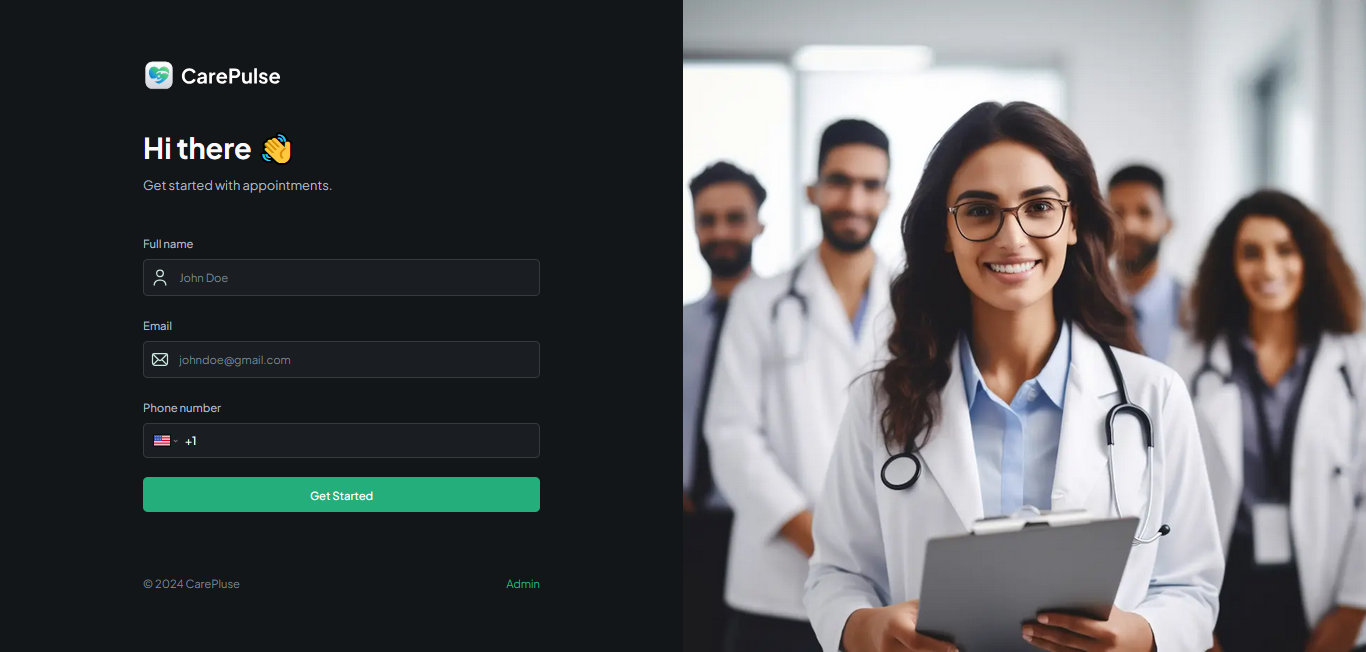 CarePulse
Hi there 👋
Get started with appointments.
Full name
John Doe
Email
johndoe@gmail.com
Phone number
+1
Get Started
© 2024 CarePluse
Admin